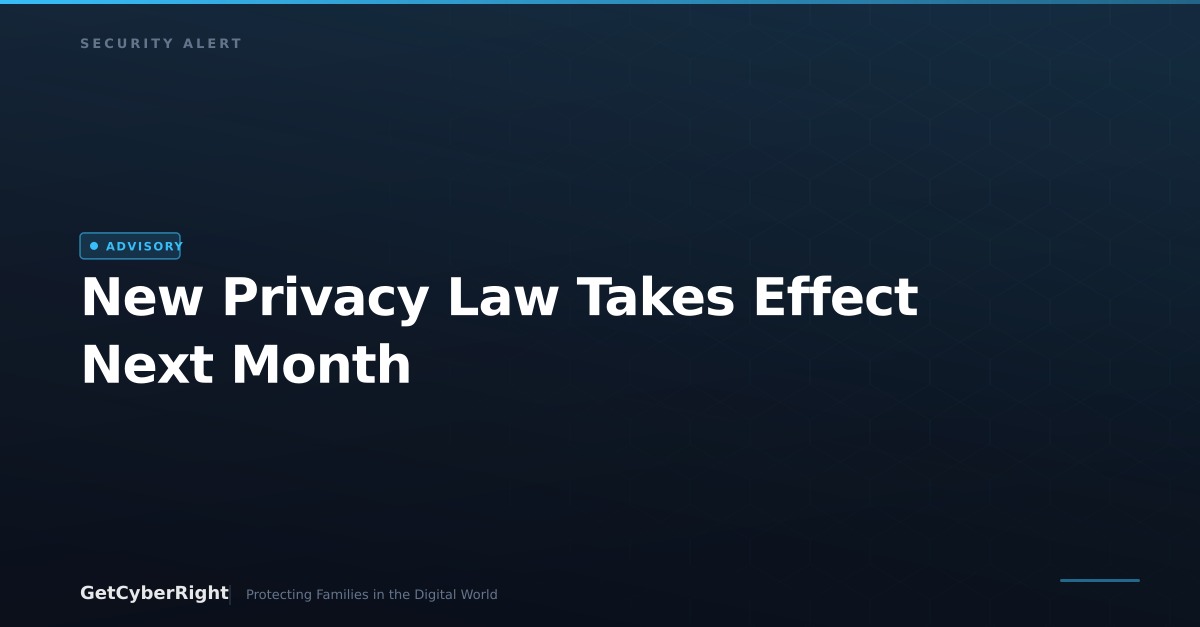 SECURITY ALERT
ADVISORY
New Privacy Law Takes Effect
Next Month
GetCyberRight
Protecting Families in the Digital World